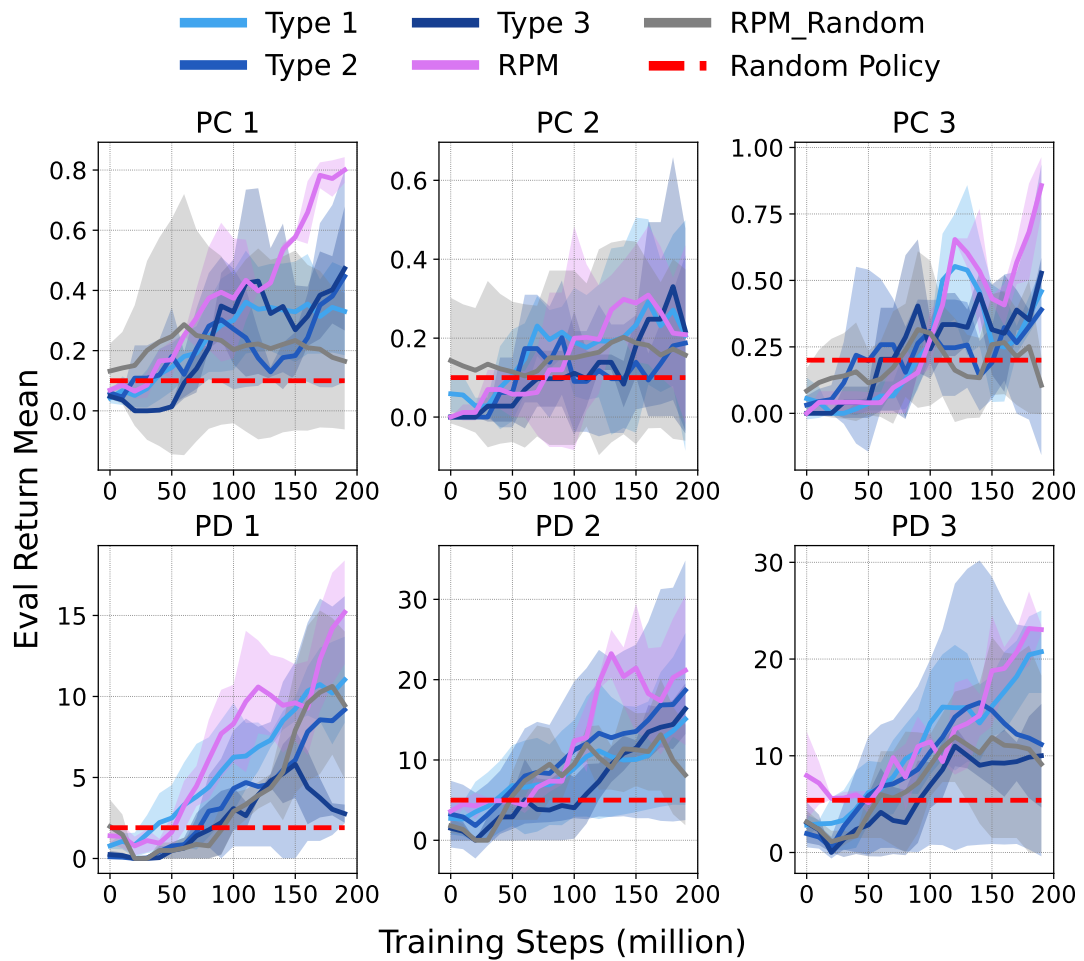 Type 1 Type 3 RPM_Random
Type 2 RPM Random Policy
PC 1 PC 2 PC 3
0.8 0.6 0.4 0.2 0.0
0.6 0.4 0.2 0.0
1.00 0.75 0.50 0.25 0.00
0 50 100 150 200 0 50 100 150 200 0 50 100 150 200
Eval Return Mean
PD 1 PD 2 PD 3
15 10 5 0
30 20 10 0
30 20 10 0
0 50 100 150 200 0 50 100 150 200 0 50 100 150 200
Training Steps (million)